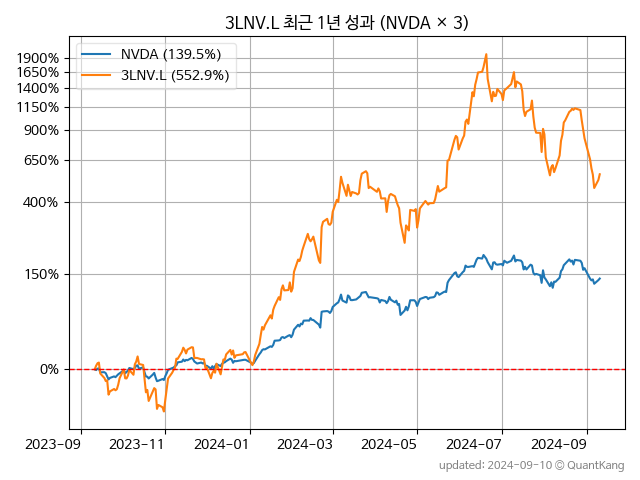 3LNV.L 최근 1년 성과 (NVDA × 3)
NVDA (139.5%)
3LNV.L (552.9%)
1900%
1650%
1400%
1150%
900%
650%
400%
150%
0%
2023-09 2023-11 2024-01 2024-03 2024-05 2024-07 2024-09
updated: 2024-09-10 © QuantKang